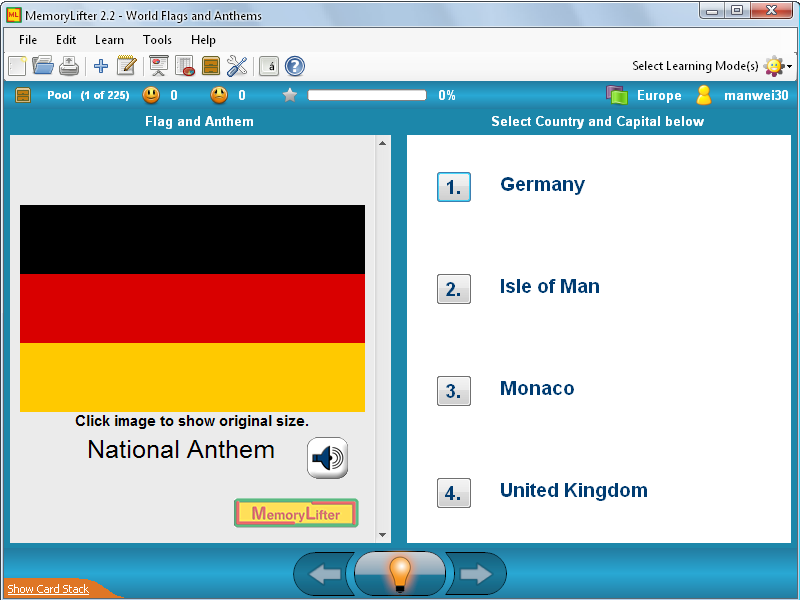 MemoryLifter 2.2 - World Flags and Anthems
File Edit Learn Tools Help
á ? Select Learning Mode(s)
Pool (1 of 225) 0 0 0% Europe manwei30
Flag and Anthem
Select Country and Capital below
Click image to show original size.
National Anthem
MemoryLifter
1. Germany
2. Isle of Man
3. Monaco
4. United Kingdom
Show Card Stack